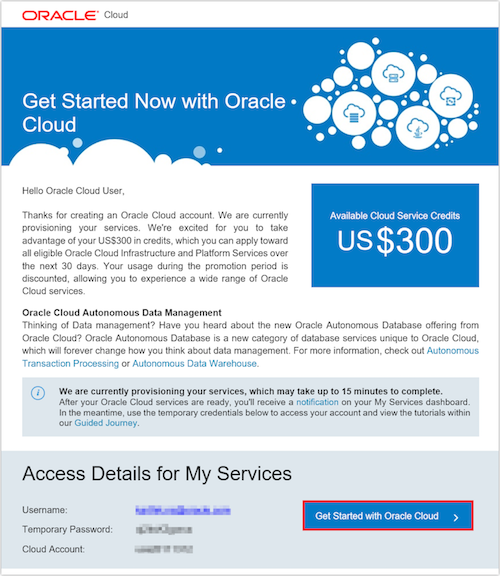 ORACLE® Cloud
Get Started Now with Oracle
Cloud
Hello Oracle Cloud User,
Thanks for creating an Oracle Cloud account. We are currently
provisioning your services. We're excited for you to take
advantage of your US$300 in credits, which you can apply toward
all eligible Oracle Cloud Infrastructure and Platform Services over
the next 30 days. Your usage during the promotion period is
discounted, allowing you to experience a wide range of Oracle
Cloud services.
Available Cloud Service Credits
US$300
Oracle Cloud Autonomous Data Management
Thinking of Data management? Have you heard about the new Oracle Autonomous Database offering from
Oracle Cloud? Oracle Autonomous Database is a new category of database services unique to Oracle Cloud,
which will forever change how you think about data management. For more information, check out Autonomous
Transaction Processing or Autonomous Data Warehouse.
We are currently provisioning your services, which may take up to 15 minutes to complete.
After your Oracle Cloud services are ready, you'll receive a notification on your My Services dashboard.
In the meantime, use the temporary credentials below to access your account and view the tutorials within
our Guided Journey.
Access Details for My Services
Username:
Temporary Password:
Cloud Account:
Get Started with Oracle Cloud